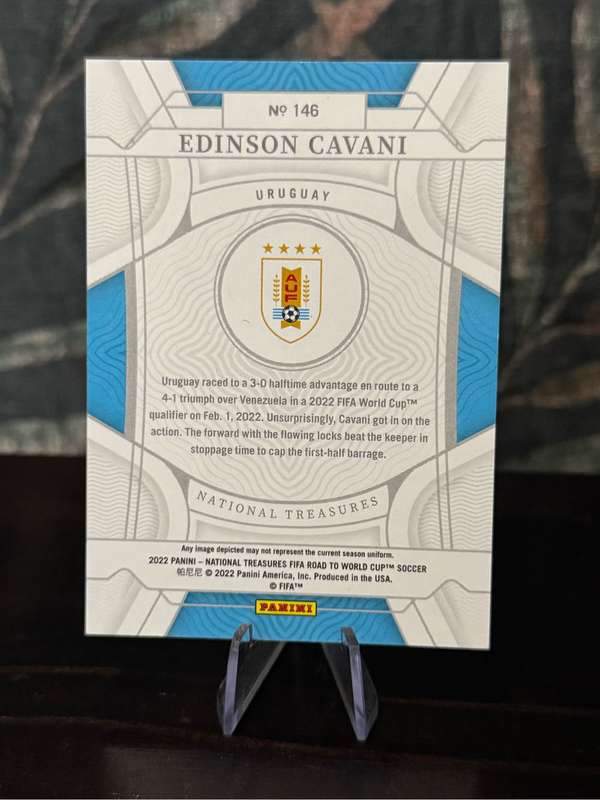 Nº 146
EDINSON CAVANI
URUGUAY
AUF
Uruguay raced to a 3-0 halftime advantage en route to a
4-1 triumph over Venezuela in a 2022 FIFA World Cup™
qualifier on Feb. 1, 2022. Unsurprisingly, Cavani got in on the
action. The forward with the flowing locks beat the keeper in
stoppage time to cap the first-half barrage.
NATIONAL TREASURES
Any image depicted may not represent the current season uniform.
2022 PANINI – NATIONAL TREASURES FIFA ROAD TO WORLD CUP™ SOCCER
帕尼尼 © 2022 Panini America, Inc. Produced in the USA.
© FIFA™
PANINI